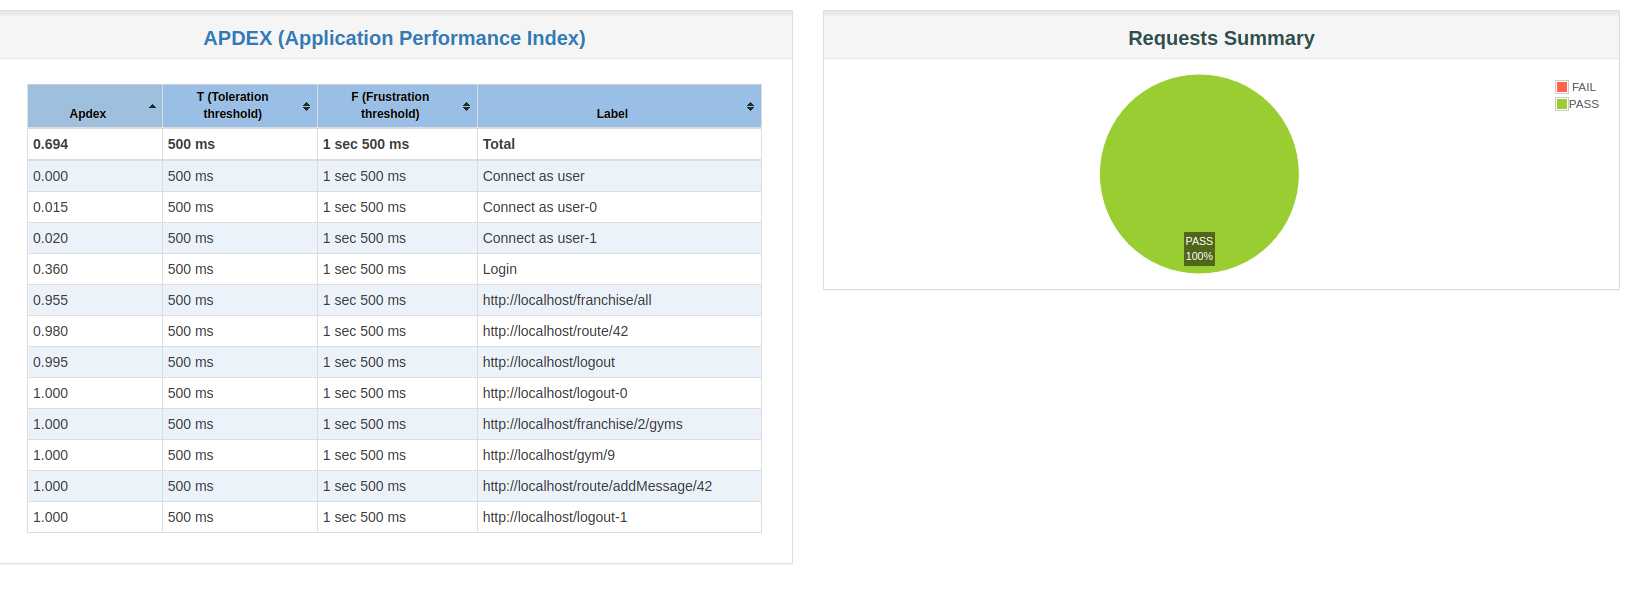 APDEX (Application Performance Index)
Apdex T (Toleration threshold) F (Frustration threshold) Label
0.694 500 ms 1 sec 500 ms Total
0.000 500 ms 1 sec 500 ms Connect as user
0.015 500 ms 1 sec 500 ms Connect as user-0
0.020 500 ms 1 sec 500 ms Connect as user-1
0.360 500 ms 1 sec 500 ms Login
0.955 500 ms 1 sec 500 ms http://localhost/franchise/all
0.980 500 ms 1 sec 500 ms http://localhost/route/42
0.995 500 ms 1 sec 500 ms http://localhost/logout
1.000 500 ms 1 sec 500 ms http://localhost/logout-0
1.000 500 ms 1 sec 500 ms http://localhost/franchise/2/gyms
1.000 500 ms 1 sec 500 ms http://localhost/gym/9
1.000 500 ms 1 sec 500 ms http://localhost/route/addMessage/42
1.000 500 ms 1 sec 500 ms http://localhost/logout-1
Requests Summary
FAIL
PASS
PASS
100%